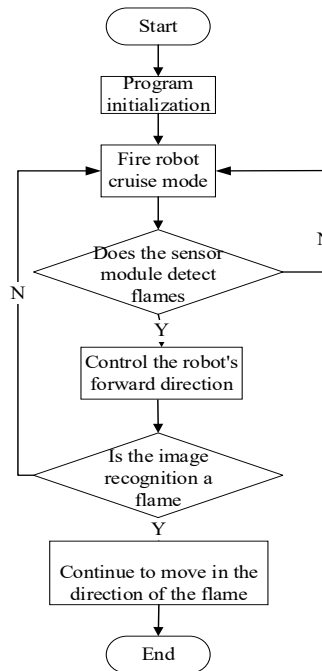 Start
Program
initialization
Fire robot
cruise mode
N
Does the sensor
module detect
flames
N
Y
Control the robot's
forward direction
Is the image
recognition a
flame
Y
Continue to move in the
direction of the flame
End